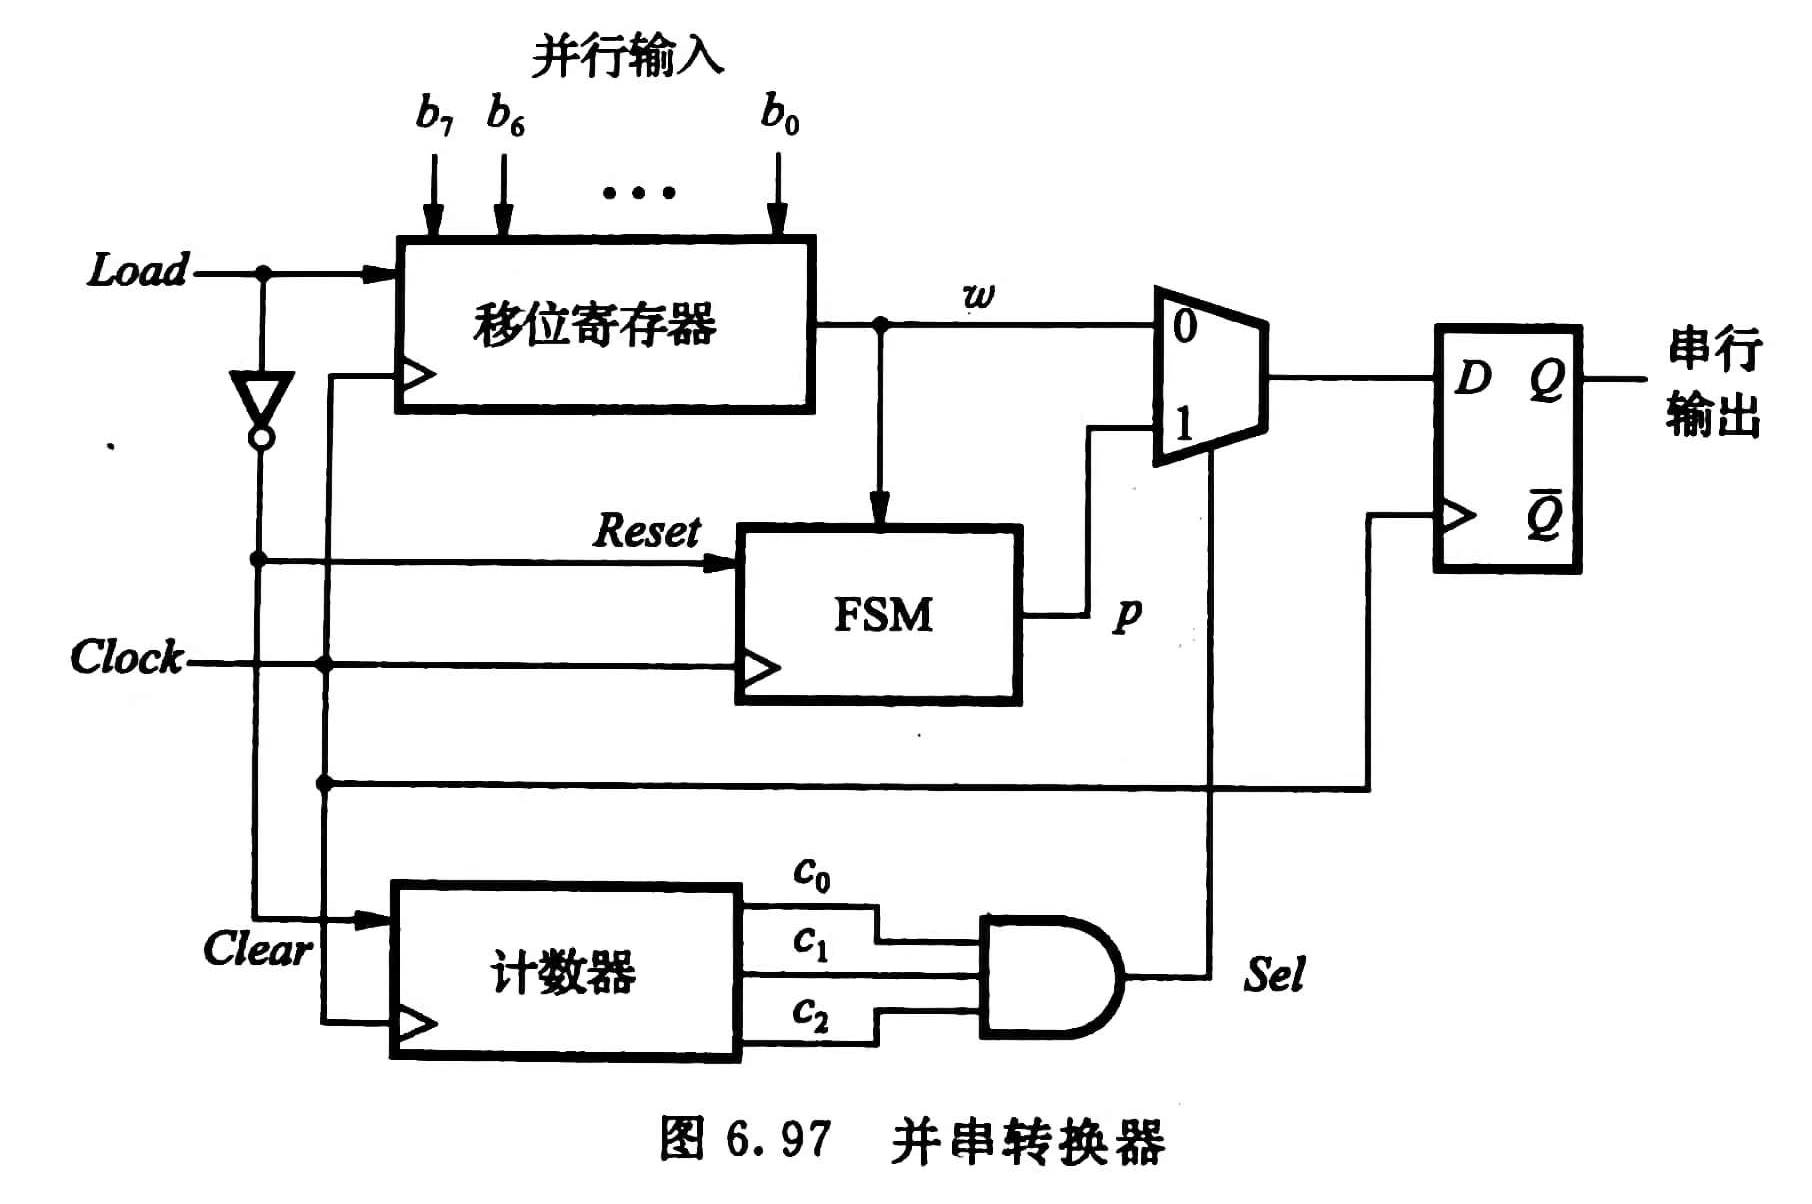 并行输入
b₇ b₆ b₀
Load
移位寄存器
w
0
1
D Q
Q̅
串行
输出
Reset
FSM
p
Clock
Clear
计数器
c₀
c₁
c₂
Sel
图 6.97 并串转换器